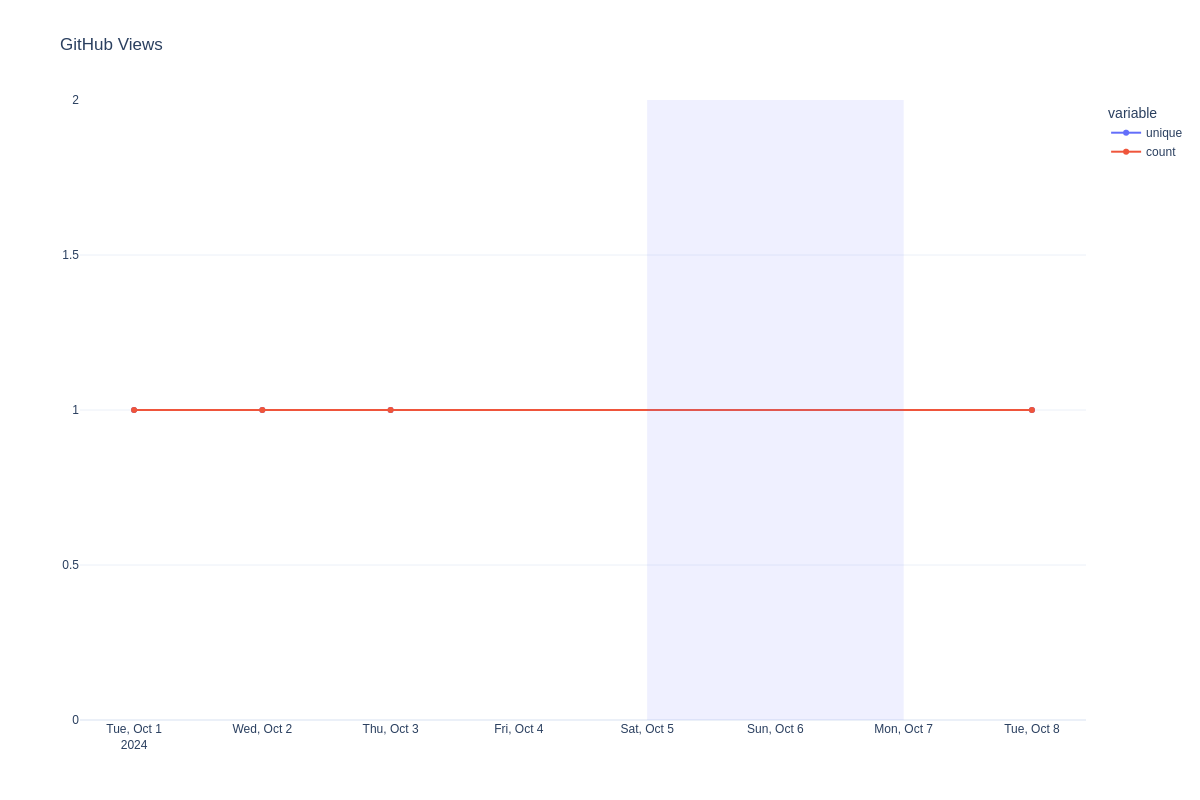 GitHub Views
2
1.5
1
0.5
0
Tue, Oct 1
2024
Wed, Oct 2
Thu, Oct 3
Fri, Oct 4
Sat, Oct 5
Sun, Oct 6
Mon, Oct 7
Tue, Oct 8
variable
unique
count